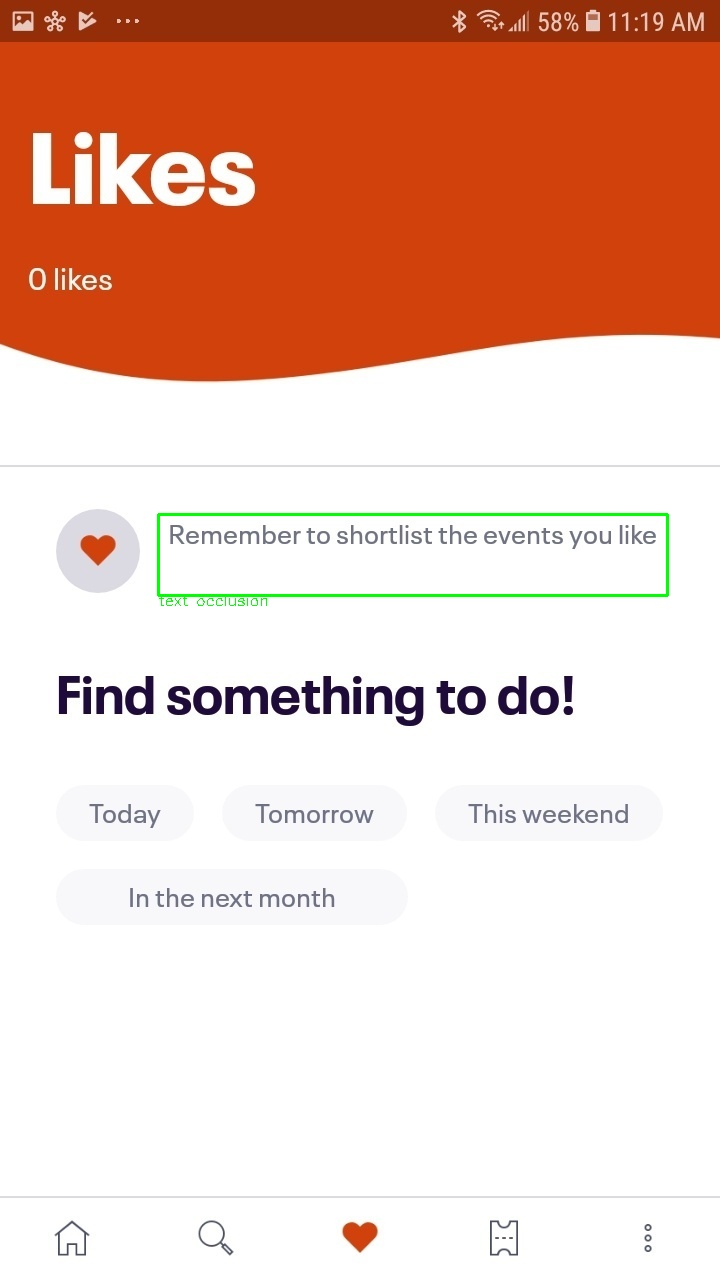 58% 11:19 AM
Likes
0 likes
Remember to shortlist the events you like
text occlusion
Find something to do!
Today Tomorrow This weekend
In the next month